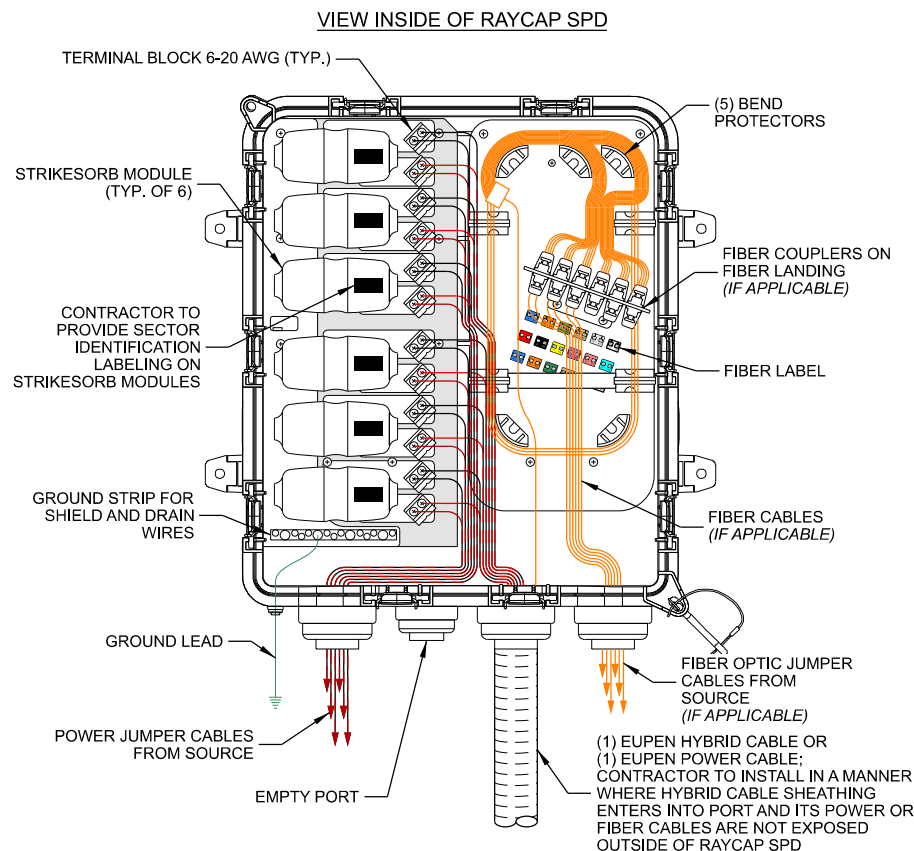 VIEW INSIDE OF RAYCAP SPD
TERMINAL BLOCK 6-20 AWG (TYP.)
(5) BEND
PROTECTORS
STRIKESORB MODULE
(TYP. OF 6)
FIBER COUPLERS ON
FIBER LANDING
(IF APPLICABLE)
CONTRACTOR TO
PROVIDE SECTOR
IDENTIFICATION
LABELING ON
STRIKESORB MODULES
FIBER LABEL
GROUND STRIP FOR
SHIELD AND DRAIN
WIRES
FIBER CABLES
(IF APPLICABLE)
GROUND LEAD
FIBER OPTIC JUMPER
CABLES FROM
SOURCE
(IF APPLICABLE)
POWER JUMPER CABLES
FROM SOURCE
EMPTY PORT
(1) EUPEN HYBRID CABLE OR
(1) EUPEN POWER CABLE;
CONTRACTOR TO INSTALL IN A MANNER
WHERE HYBRID CABLE SHEATHING
ENTERS INTO PORT AND ITS POWER OR
FIBER CABLES ARE NOT EXPOSED
OUTSIDE OF RAYCAP SPD